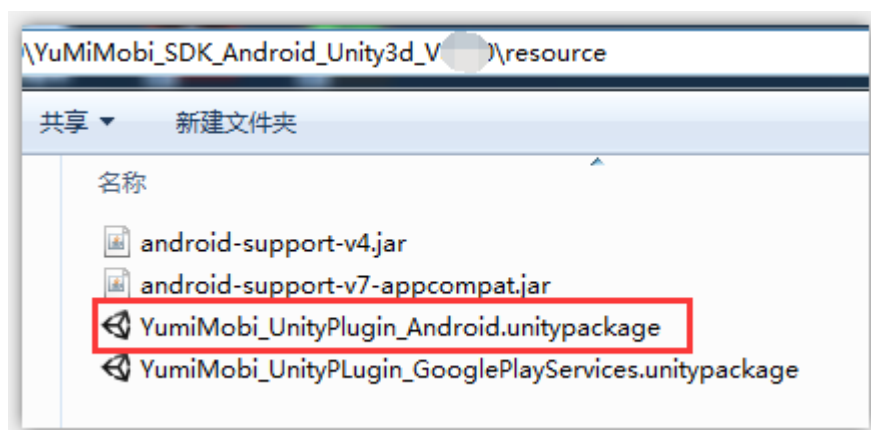 \YuMiMobi_SDK_Android_Unity3d_V )\resource
共享 新建文件夹
名称
android-support-v4.jar
android-support-v7-appcompat.jar
YumiMobi_UnityPlugin_Android.unitypackage
YumiMobi_UnityPLugin_GooglePlayServices.unitypackage